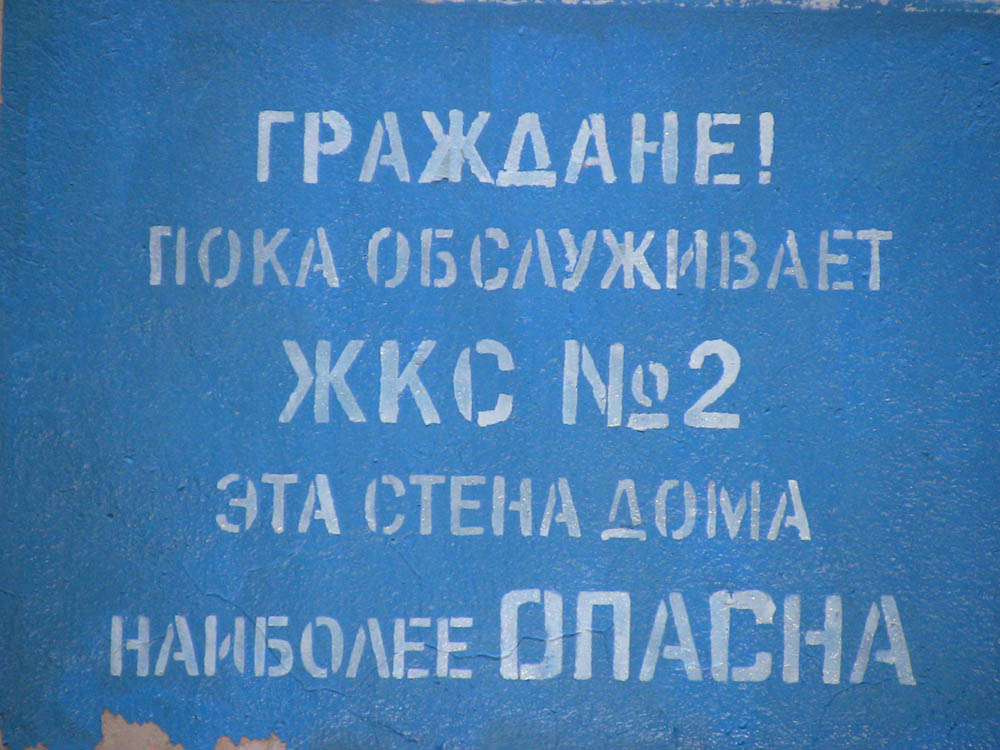 ГРАЖДАНЕ!
ПОКА ОБСЛУЖИВАЕТ
ЖКС №2
ЭТА СТЕНА ДОМА
НАИБОЛЕЕ ОПАСНА